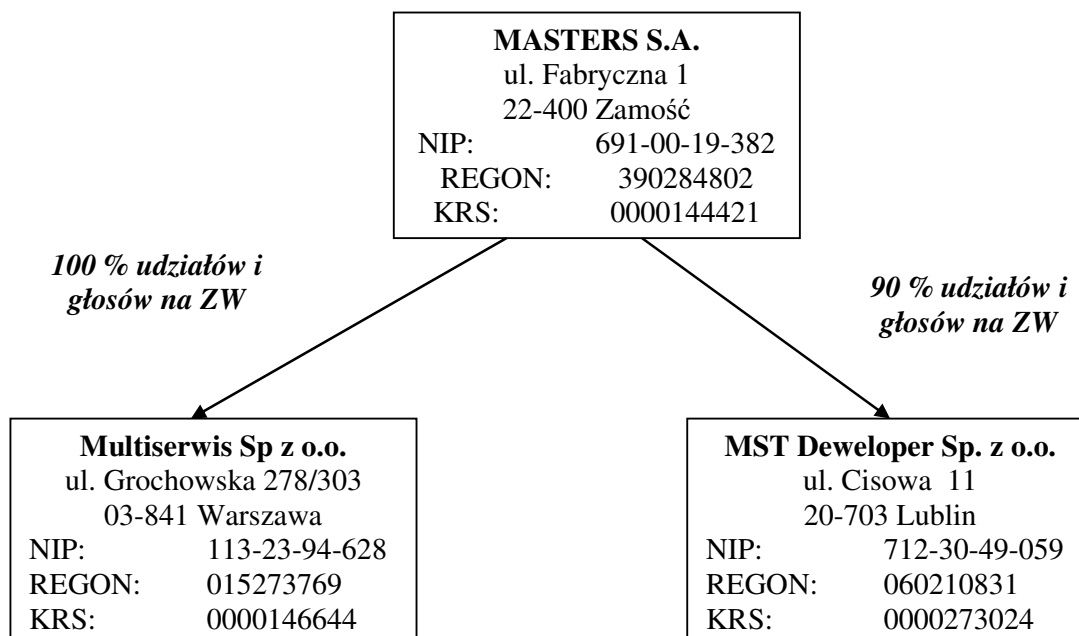 MASTERS S.A.
ul. Fabryczna 1
22-400 Zamość
NIP: 691-00-19-382
REGON: 390284802
KRS: 0000144421
100 % udziałów i
głosów na ZW
90 % udziałów i
głosów na ZW
Multiserwis Sp z o.o.
ul. Grochowska 278/303
03-841 Warszawa
NIP: 113-23-94-628
REGON: 015273769
KRS: 0000146644
MST Deweloper Sp. z o.o.
ul. Cisowa 11
20-703 Lublin
NIP: 712-30-49-059
REGON: 060210831
KRS: 0000273024